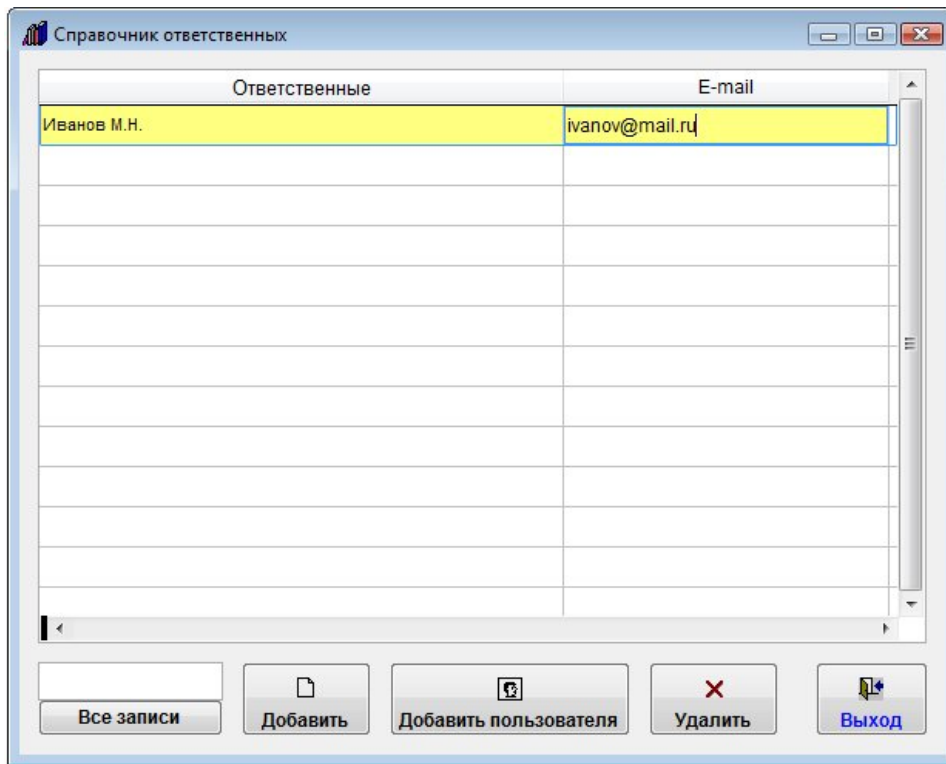 Справочник ответственных
Ответственные E-mail
Иванов М.Н. ivanov@mail.ru
Все записи
Добавить
Добавить пользователя
Удалить
Выход